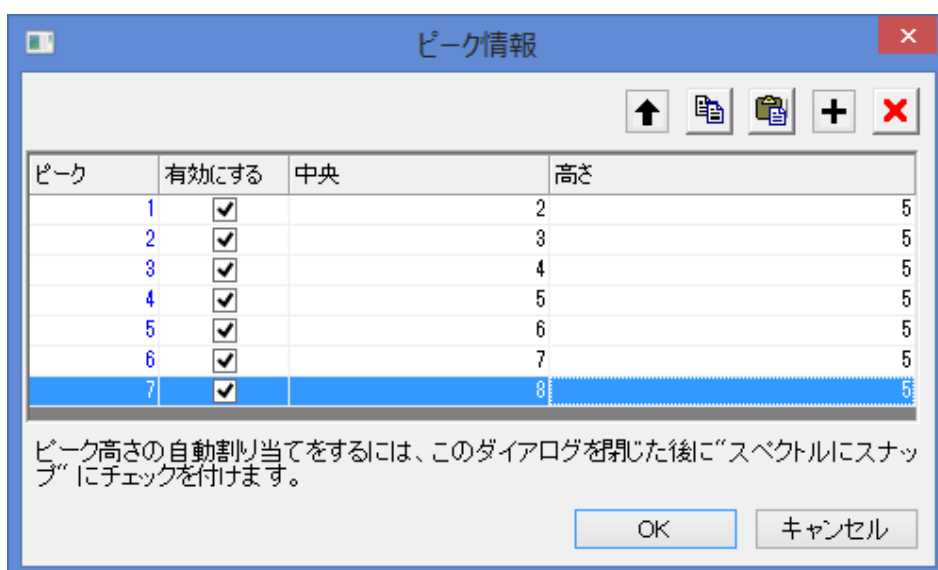 ピーク情報
ピーク 有効にする 中央 高さ
1 2 5
2 3 5
3 4 5
4 5 5
5 6 5
6 7 5
7 8 5
ピーク高さの自動割り当てをするには、このダイアログを閉じた後に"スペクトルにスナッ
プ" にチェックを付けます。
OK キャンセル